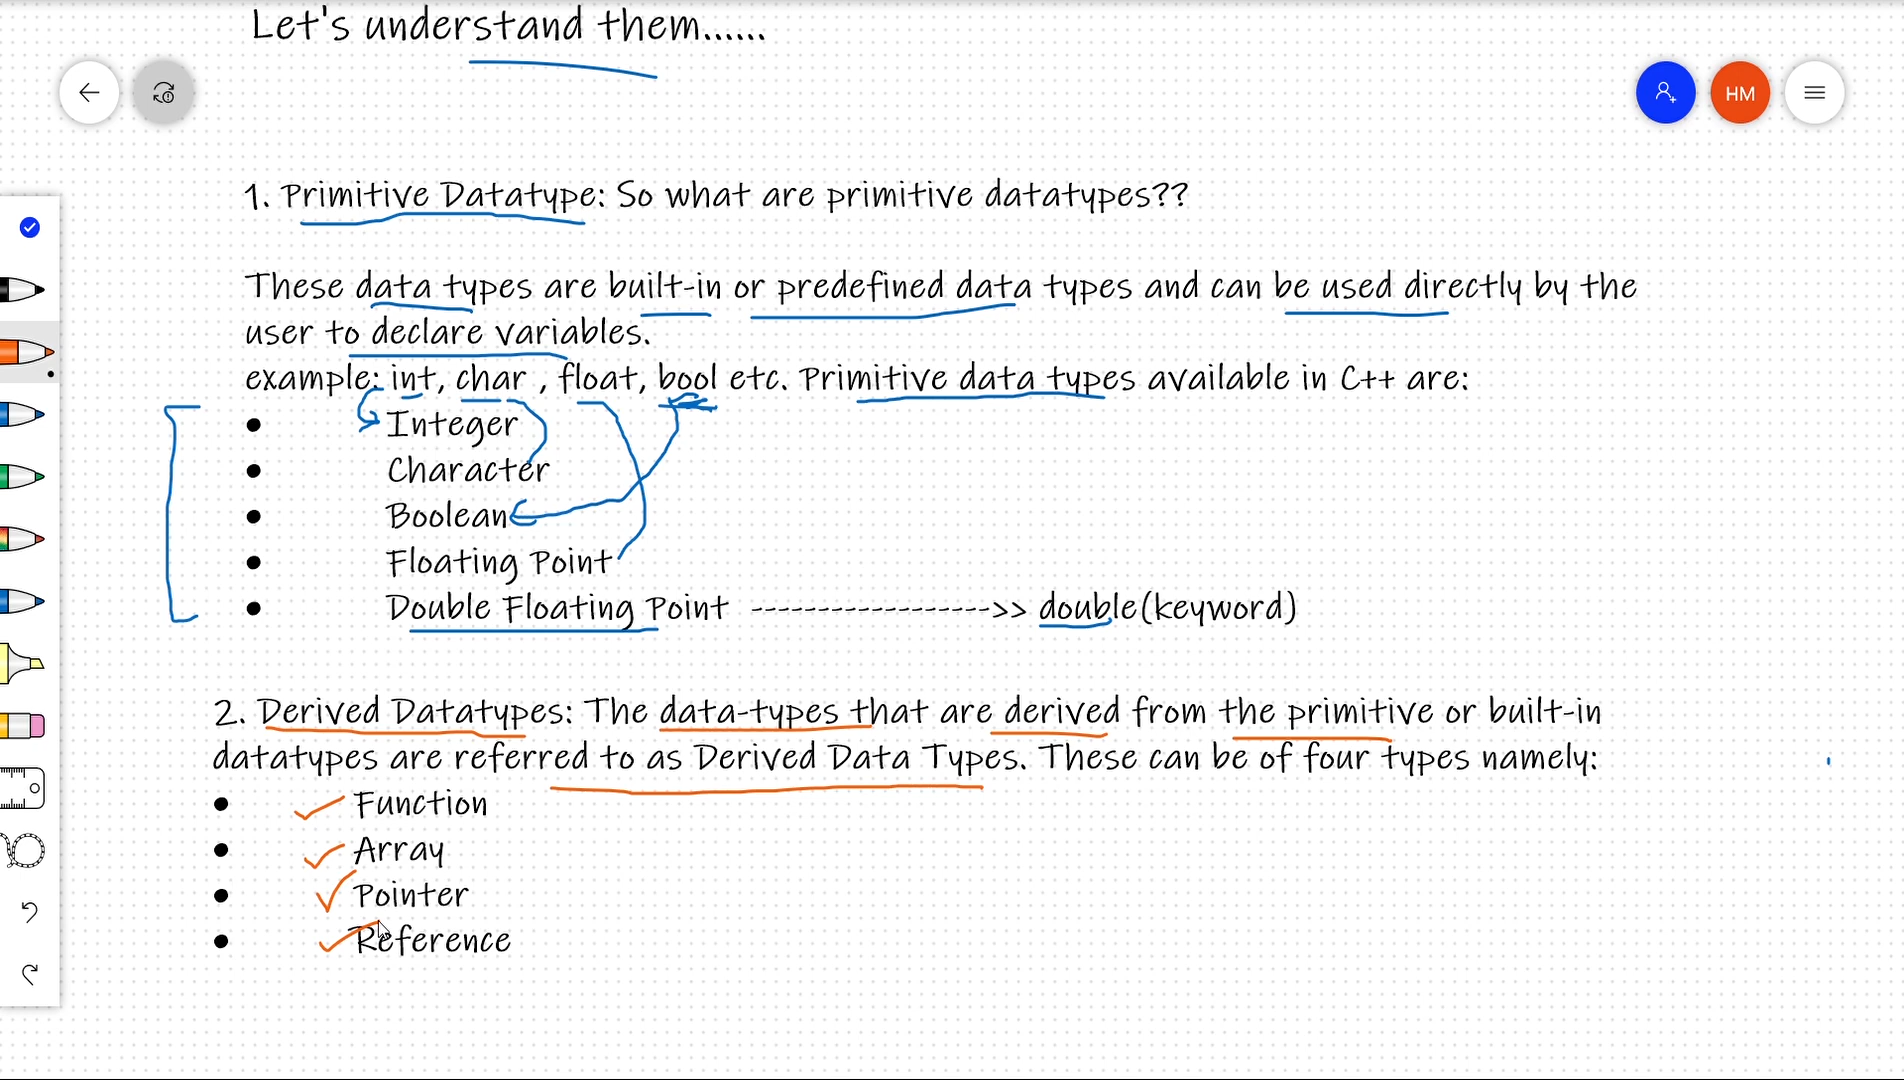 Let's understand them......
HM
1. Primitive Datatype: So what are primitive datatypes??
These data types are built-in or predefined data types and can be used directly by the
user to declare variables.
example: int, char , float, bool etc. Primitive data types available in C++ are:
● Integer
● Character
● Boolean
● Floating Point
● Double Floating Point ----------------->> double(keyword)
2. Derived Datatypes: The data-types that are derived from the primitive or built-in
datatypes are referred to as Derived Data Types. These can be of four types namely:
● Function
● Array
● Pointer
● Reference